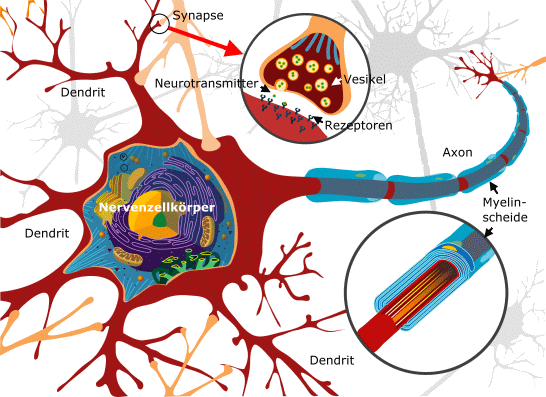 Synapse
Dendrit
Neurotransmitter
Vesikel
Rezeptoren
Axon
Myelin-
scheide
Nervenzellkörper
Dendrit
Dendrit